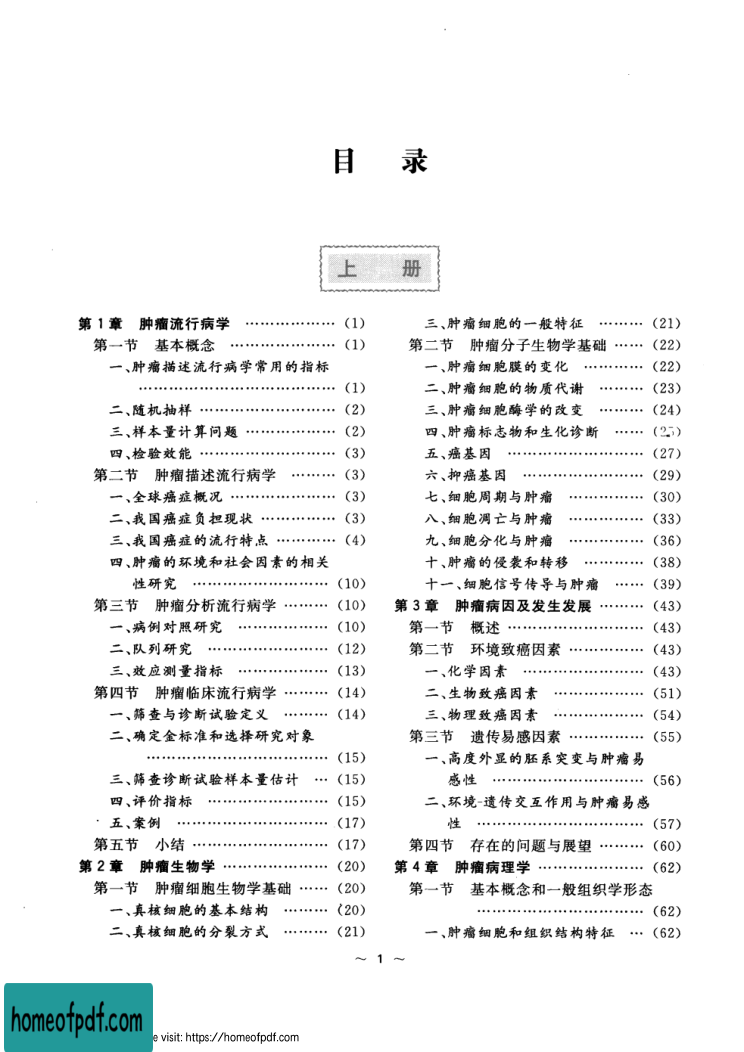 目 录
上 册
第1章 肿瘤流行病学 ……………… (1)
第一节 基本概念 ………………… (1)
一、肿瘤描述流行病学常用的指标
………………………………… (1)
二、随机抽样 ……………………… (2)
三、样本量计算问题 ……………… (2)
四、检验效能 ……………………… (3)
第二节 肿瘤描述流行病学 ……… (3)
一、全球癌症概况 ………………… (3)
二、我国癌症负担现状 …………… (3)
三、我国癌症的流行特点 ………… (4)
四、肿瘤的环境和社会因素的相关
性研究 ……………………… (10)
第三节 肿瘤分析流行病学 ……… (10)
一、病例对照研究 ……………… (10)
二、队列研究 …………………… (12)
三、效应测量指标 ……………… (13)
第四节 肿瘤临床流行病学 ……… (14)
一、筛查与诊断试验定义 ……… (14)
二、确定金标准和选择研究对象
……………………………… (15)
三、筛查诊断试验样本量估计 … (15)
四、评价指标 …………………… (15)
五、案例 ………………………… (17)
第五节 小结 ……………………… (17)
第2章 肿瘤生物学 ………………… (20)
第一节 肿瘤细胞生物学基础 …… (20)
一、真核细胞的基本结构 ……… (20)
二、真核细胞的分裂方式 ……… (21)
三、肿瘤细胞的一般特征 ……… (21)
第二节 肿瘤分子生物学基础 …… (22)
一、肿瘤细胞膜的变化 ………… (22)
二、肿瘤细胞的物质代谢 ……… (23)
三、肿瘤细胞酶学的改变 ……… (24)
四、肿瘤标志物和生化诊断 …… (25)
五、癌基因 ……………………… (27)
六、抑癌基因 …………………… (29)
七、细胞周期与肿瘤 …………… (30)
八、细胞凋亡与肿瘤 …………… (33)
九、细胞分化与肿瘤 …………… (36)
十、肿瘤的侵袭和转移 ………… (38)
十一、细胞信号传导与肿瘤 …… (39)
第3章 肿瘤病因及发生发展 ……… (43)
第一节 概述 ……………………… (43)
第二节 环境致癌因素 …………… (43)
一、化学因素 …………………… (43)
二、生物致癌因素 ……………… (51)
三、物理致癌因素 ……………… (54)
第三节 遗传易感因素 …………… (55)
一、高度外显的胚系突变与肿瘤易
感性 ………………………… (56)
二、环境-遗传交互作用与肿瘤易感
性 …………………………… (57)
第四节 存在的问题与展望 ……… (60)
第4章 肿瘤病理学 ………………… (62)
第一节 基本概念和一般组织学形态
…………………………… (62)
一、肿瘤细胞和组织结构特征 … (62)
～ 1 ～
homeofpdf.com
e visit: https://homeofpdf.com